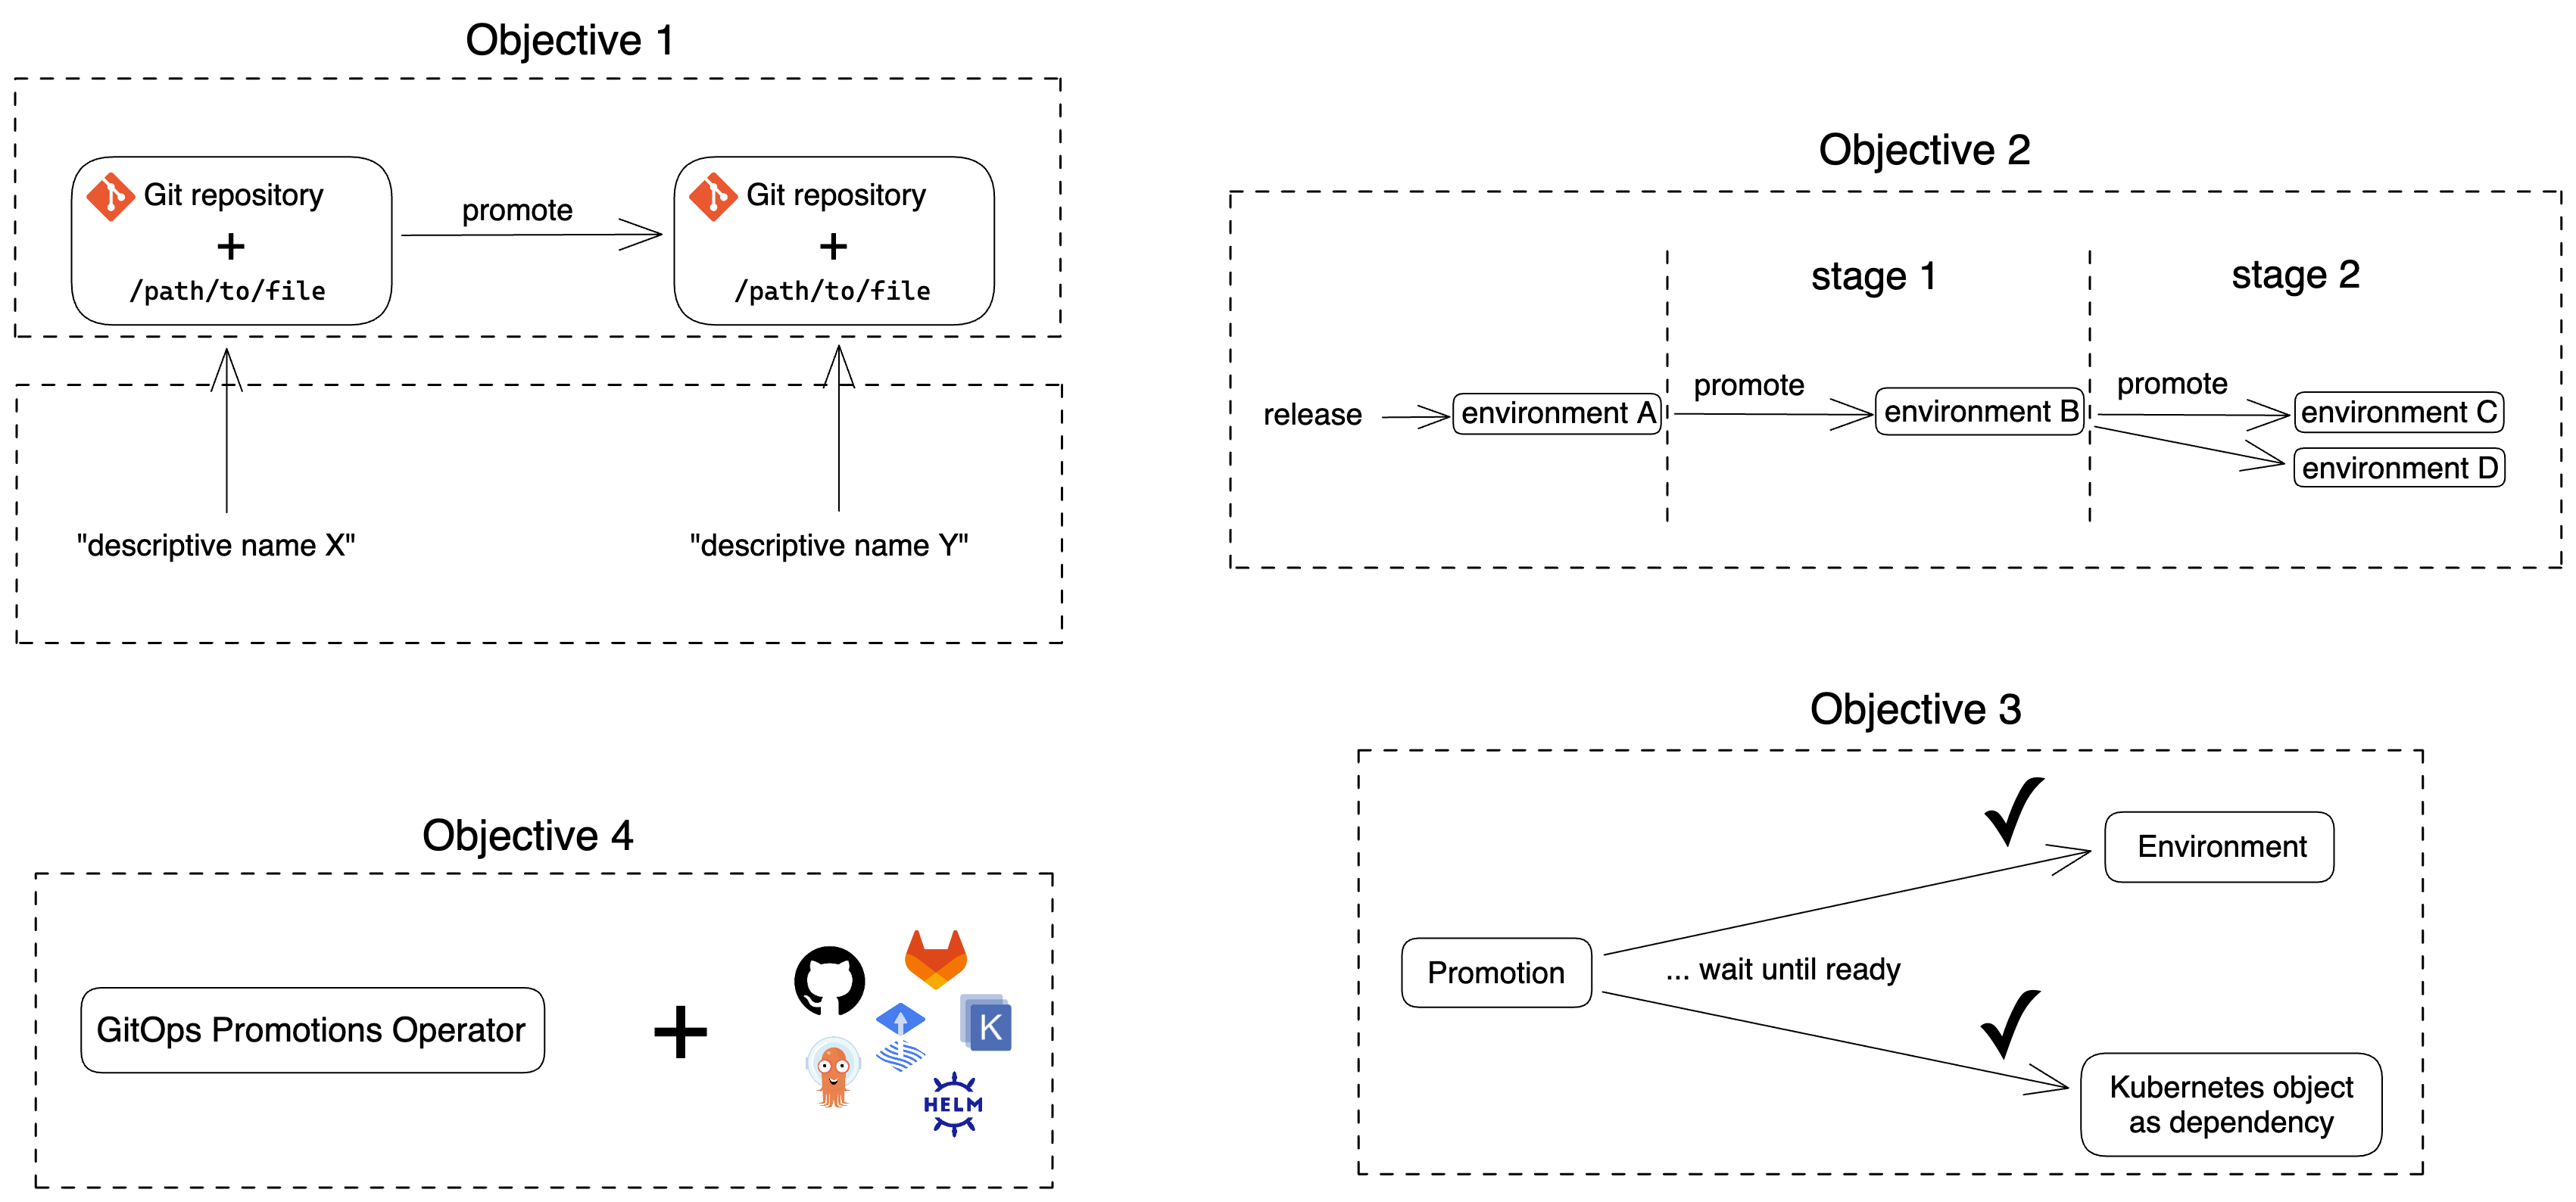 Objective 1
Git repository
+
/path/to/file
promote
Git repository
+
/path/to/file
"descriptive name X"
"descriptive name Y"
Objective 2
stage 1
stage 2
release
environment A
promote
environment B
promote
environment C
environment D
Objective 3
Promotion
... wait until ready
Environment
Kubernetes object
as dependency
Objective 4
GitOps Promotions Operator
+
K
HELM